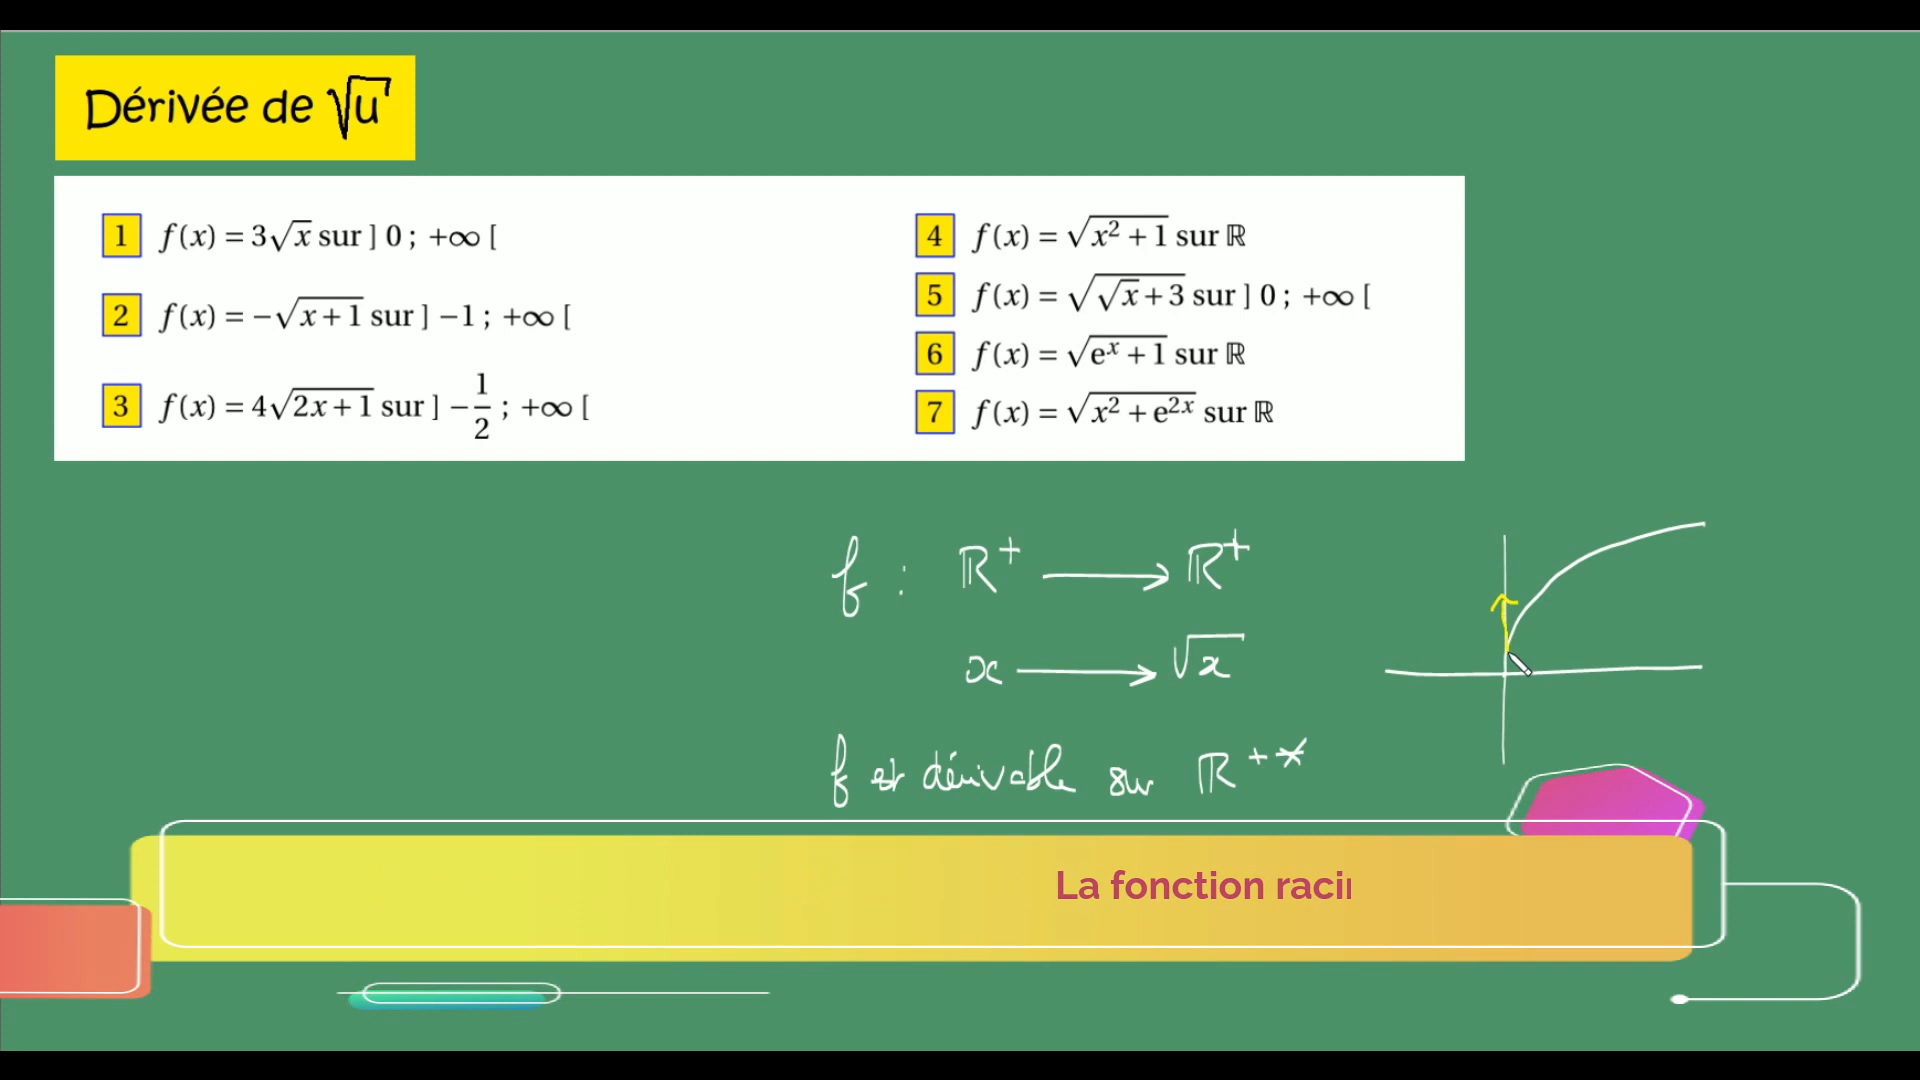 Dérivée de √u
1 f(x) = 3√x sur ] 0 ; +∞ [
2 f(x) = −√(x+1) sur ] −1 ; +∞ [
3 f(x) = 4√(2x+1) sur ] −1/2 ; +∞ [
4 f(x) = √(x² + 1) sur ℝ
5 f(x) = √(√x + 3) sur ] 0 ; +∞ [
6 f(x) = √(eˣ + 1) sur ℝ
7 f(x) = √(x² + e²ˣ) sur ℝ
f : ℝ⁺ ⟶ ℝ⁺
x ⟶ √x
f est dérivable sur ℝ⁺*
La fonction raci